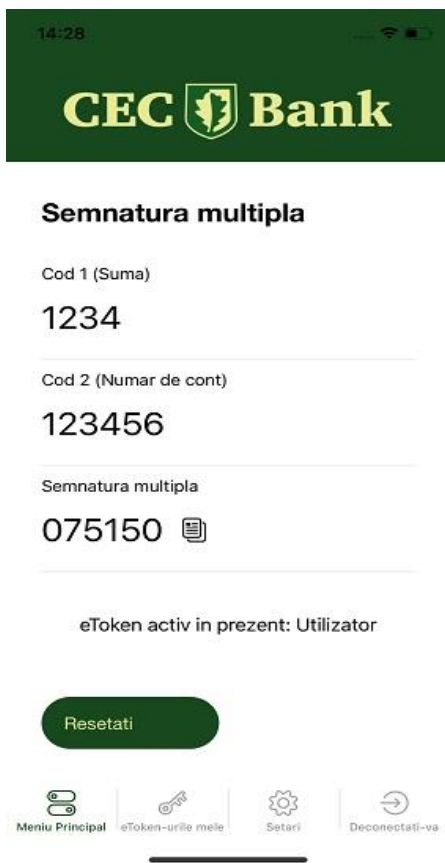 14:28
CEC Bank
Semnatura multipla
Cod 1 (Suma)
1234
Cod 2 (Numar de cont)
123456
Semnatura multipla
075150
eToken activ in prezent: Utilizator
Resetati
Meniu Principal eToken-urile mele Setari Deconectati-va